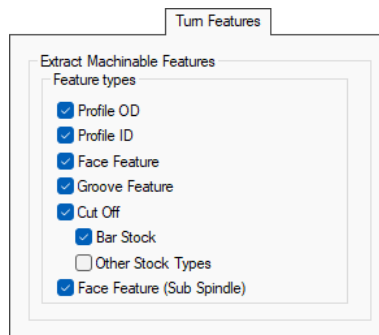 Turn Features
Extract Machinable Features
Feature types
Profile OD
Profile ID
Face Feature
Groove Feature
Cut Off
Bar Stock
Other Stock Types
Face Feature (Sub Spindle)